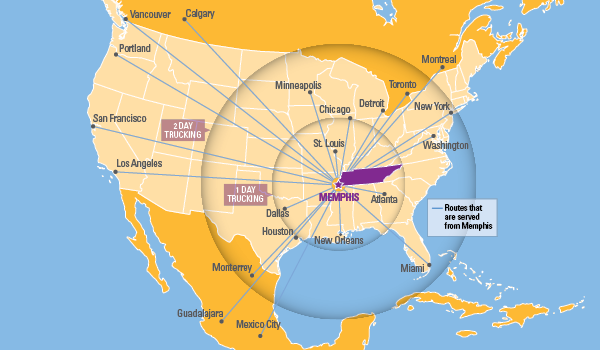 Vancouver
Calgary
Portland
Montreal
Minneapolis
Toronto
Chicago
Detroit
New York
San Francisco
2 DAY
TRUCKING
St. Louis
Washington
Los Angeles
1 DAY
TRUCKING
MEMPHIS
Atlanta
Dallas
Routes that
are served
from Memphis
Houston
New Orleans
Monterrey
Miami
Guadalajara
Mexico City